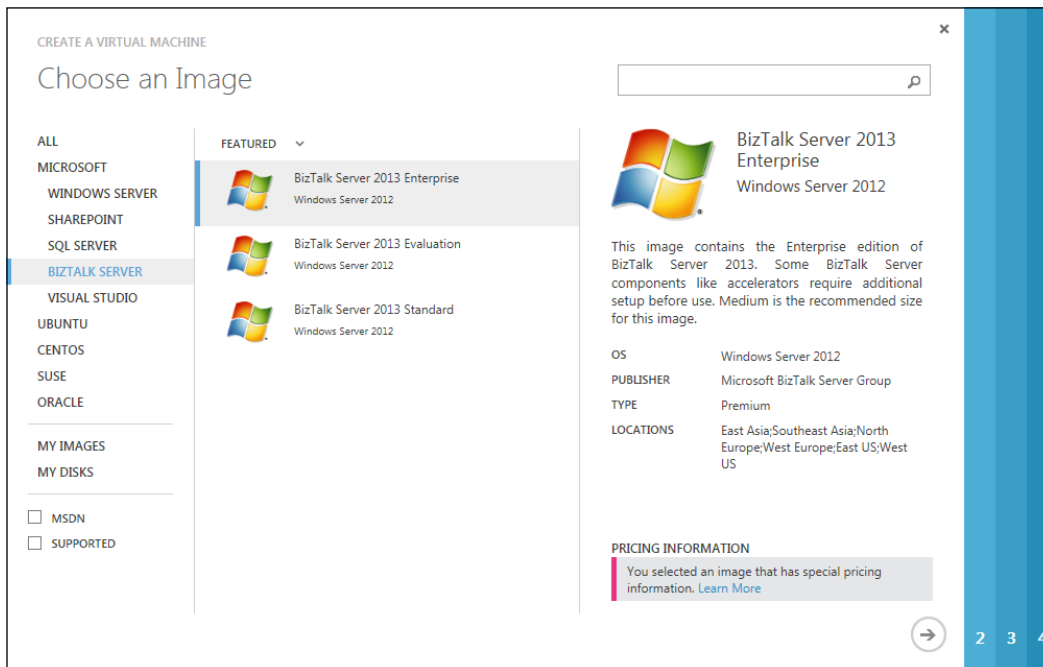 CREATE A VIRTUAL MACHINE
Choose an Image
ALL
MICROSOFT
WINDOWS SERVER
SHAREPOINT
SQL SERVER
BIZTALK SERVER
VISUAL STUDIO
UBUNTU
CENTOS
SUSE
ORACLE
MY IMAGES
MY DISKS
MSDN
SUPPORTED
FEATURED
BizTalk Server 2013 Enterprise
Windows Server 2012
BizTalk Server 2013 Evaluation
Windows Server 2012
BizTalk Server 2013 Standard
Windows Server 2012
BizTalk Server 2013
Enterprise
Windows Server 2012
This image contains the Enterprise edition of
BizTalk Server 2013. Some BizTalk Server
components like accelerators require additional
setup before use. Medium is the recommended size
for this image.
OS Windows Server 2012
PUBLISHER Microsoft BizTalk Server Group
TYPE Premium
LOCATIONS East Asia;Southeast Asia;North
Europe;West Europe;East US;West
US
PRICING INFORMATION
You selected an image that has special pricing
information. Learn More
2 3 4